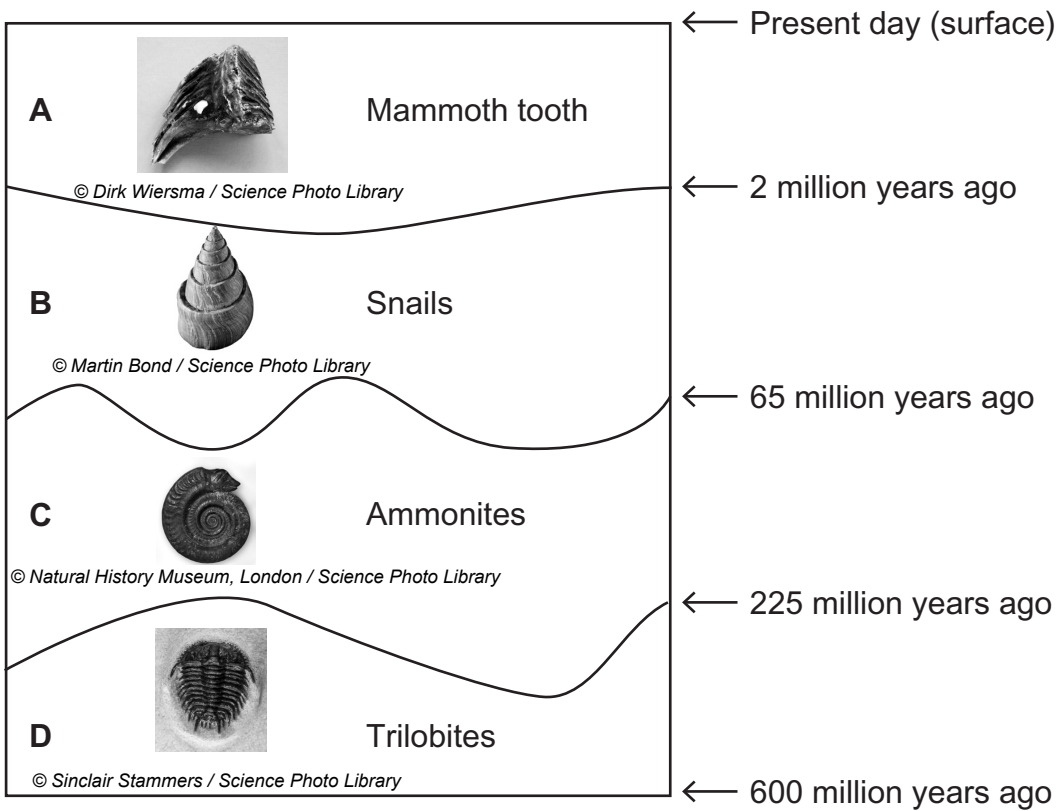 Present day (surface)
A
Mammoth tooth
© Dirk Wiersma / Science Photo Library
2 million years ago
B
Snails
© Martin Bond / Science Photo Library
65 million years ago
C
Ammonites
© Natural History Museum, London / Science Photo Library
225 million years ago
D
Trilobites
© Sinclair Stammers / Science Photo Library
600 million years ago